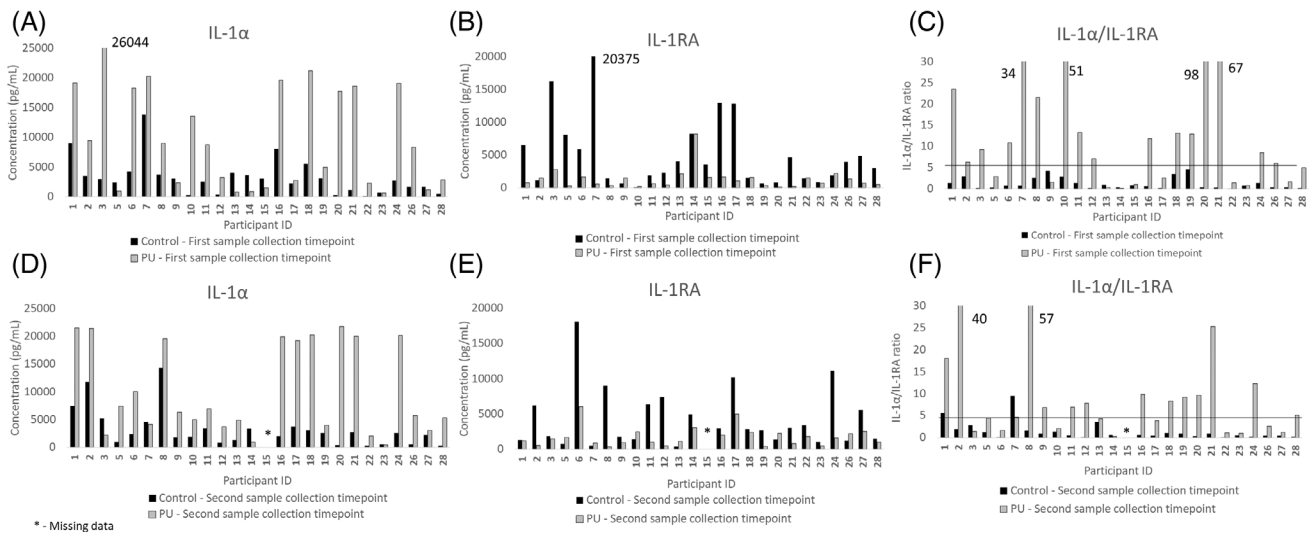 (A)
IL-1α
26044
Concentration (pg/mL)
25000
20000
15000
10000
5000
0
1 2 3 5 6 7 8 9 10 11 12 13 14 15 16 17 18 19 20 21 22 23 24 26 27 28
Participant ID
Control - First sample collection timepoint
PU - First sample collection timepoint
(B)
IL-1RA
20375
Concentration (pg/mL)
20000
15000
10000
5000
0
1 2 3 5 6 7 8 9 10 11 12 13 14 15 16 17 18 19 20 21 22 23 24 26 27 28
Participant ID
Control - First sample collection timepoint
PU - First sample collection timepoint
(C)
IL-1α/IL-1RA
34
51
98
67
IL-1α/IL-1RA ratio
30
25
20
15
10
5
0
1 2 3 5 6 7 8 9 10 11 12 13 14 15 16 17 18 19 20 21 22 23 24 26 27 28
Participant ID
Control - First sample collection timepoint
PU - First sample collection timepoint
(D)
IL-1α
Concentration (pg/mL)
25000
20000
15000
10000
5000
0
*
1 2 3 5 6 7 8 9 10 11 12 13 14 15 16 17 18 19 20 21 22 23 24 26 27 28
Participant ID
Control - Second sample collection timepoint
PU - Second sample collection timepoint
* - Missing data
(E)
IL-1RA
Concentration (pg/mL)
20000
15000
10000
5000
0
*
1 2 3 5 6 7 8 9 10 11 12 13 14 15 16 17 18 19 20 21 22 23 24 26 27 28
Participant ID
Control - Second sample collection timepoint
PU - Second sample collection timepoint
(F)
IL-1α/IL-1RA
40
57
IL-1α/IL-1RA ratio
30
25
20
15
10
5
0
*
1 2 3 5 6 7 8 9 10 11 12 13 14 15 16 17 18 19 20 21 22 23 24 26 27 28
Participant ID
Control - Second sample collection timepoint
PU - Second sample collection timepoint